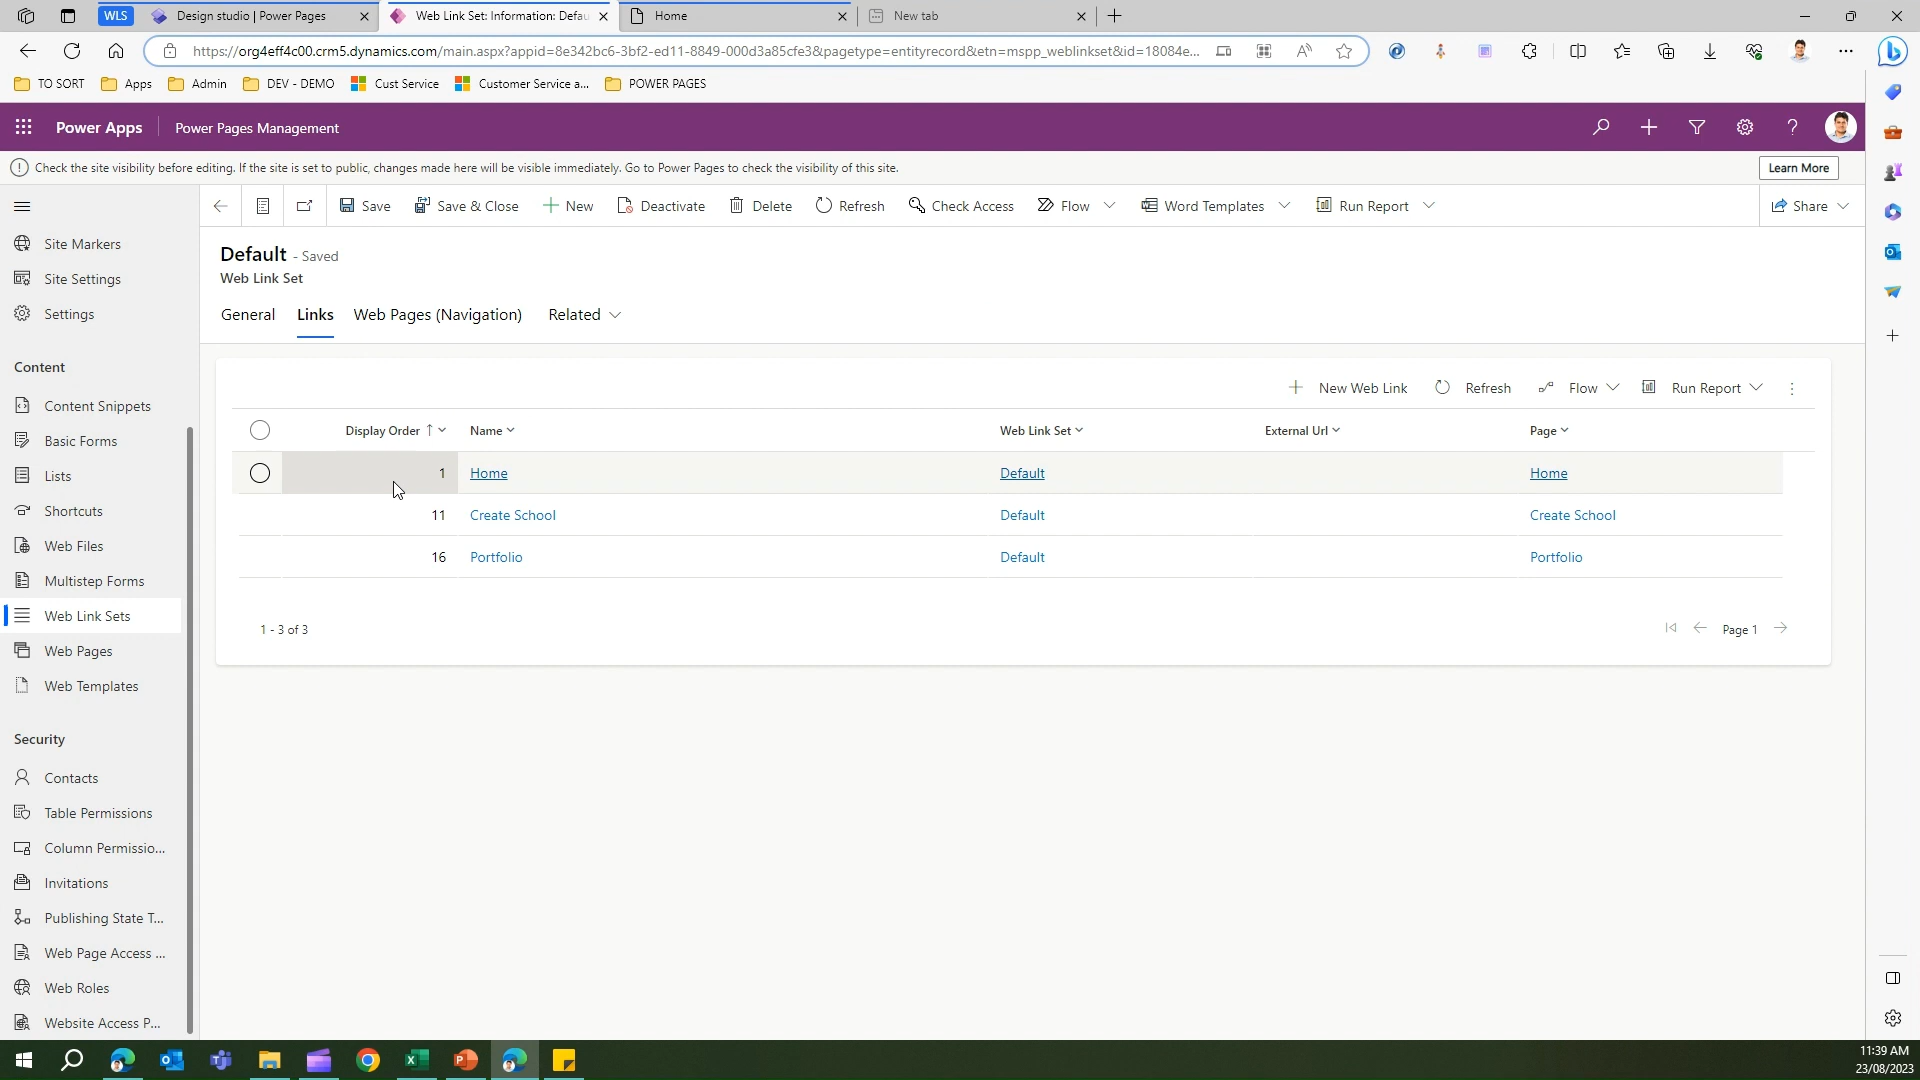 WLS
Design studio | Power Pages
Web Link Set: Information: Defau
Home
New tab
https://org4eff4c00.crm5.dynamics.com/main.aspx?appid=8e342bc6-3bf2-ed11-8849-000d3a85cfe3&pagetype=entityrecord&etn=mspp_weblinkset&id=18084e...
TO SORT
Apps
Admin
DEV - DEMO
Cust Service
Customer Service a...
POWER PAGES
Power Apps
Power Pages Management
Check the site visibility before editing. If the site is set to public, changes made here will be visible immediately. Go to Power Pages to check the visibility of this site.
Learn More
Save
Save & Close
New
Deactivate
Delete
Refresh
Check Access
Flow
Word Templates
Run Report
Share
Site Markers
Site Settings
Settings
Content
Content Snippets
Basic Forms
Lists
Shortcuts
Web Files
Multistep Forms
Web Link Sets
Web Pages
Web Templates
Security
Contacts
Table Permissions
Column Permissio...
Invitations
Publishing State T...
Web Page Access ...
Web Roles
Website Access P...
Default - Saved
Web Link Set
General
Links
Web Pages (Navigation)
Related
New Web Link
Refresh
Flow
Run Report
Display Order ↑ Name Web Link Set External Url Page
1 Home Default Home
11 Create School Default Create School
16 Portfolio Default Portfolio
1 - 3 of 3
Page 1
11:39 AM
23/08/2023